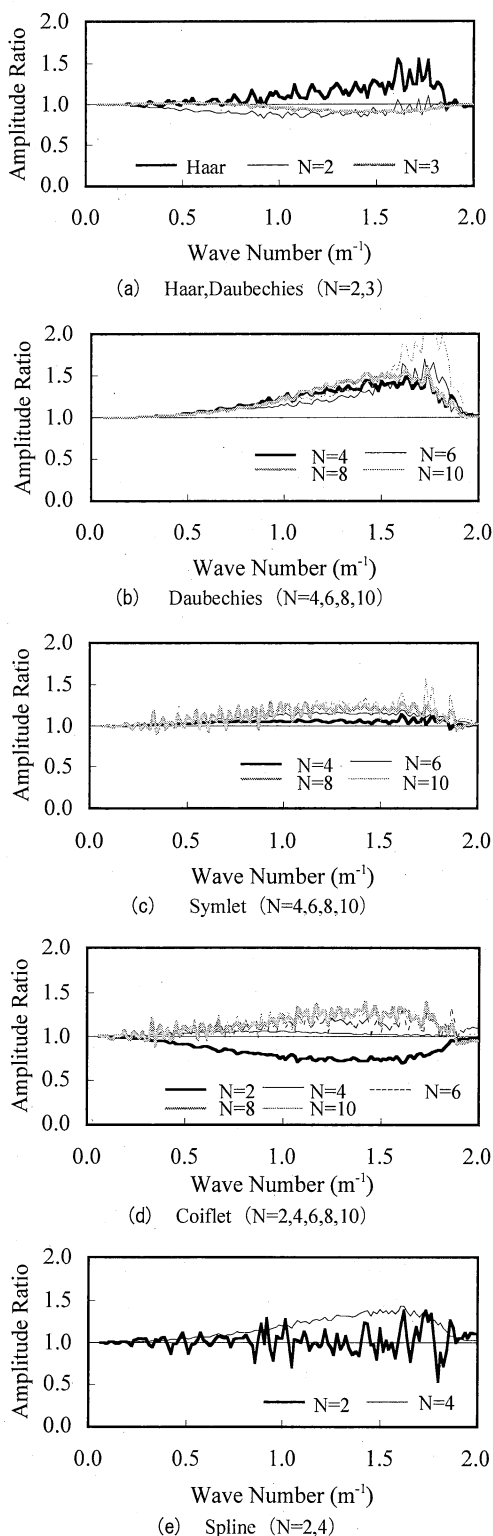 Amplitude Ratio
2.0
1.5
1.0
0.5
0.0
Haar N=2 N=3
0.0 0.5 1.0 1.5 2.0
Wave Number (m-1)
(a) Haar,Daubechies (N=2,3)
Amplitude Ratio
2.0
1.5
1.0
0.5
0.0
N=4 N=6
N=8 N=10
0.0 0.5 1.0 1.5 2.0
Wave Number (m-1)
(b) Daubechies (N=4,6,8,10)
Amplitude Ratio
2.0
1.5
1.0
0.5
0.0
N=4 N=6
N=8 N=10
0.0 0.5 1.0 1.5 2.0
Wave Number (m-1)
(c) Symlet (N=4,6,8,10)
Amplitude Ratio
2.0
1.5
1.0
0.5
0.0
N=2 N=4 N=6
N=8 N=10
0.0 0.5 1.0 1.5 2.0
Wave Number (m-1)
(d) Coiflet (N=2,4,6,8,10)
Amplitude Ratio
2.0
1.5
1.0
0.5
0.0
N=2 N=4
0.0 0.5 1.0 1.5 2.0
Wave Number (m-1)
(e) Spline (N=2,4)